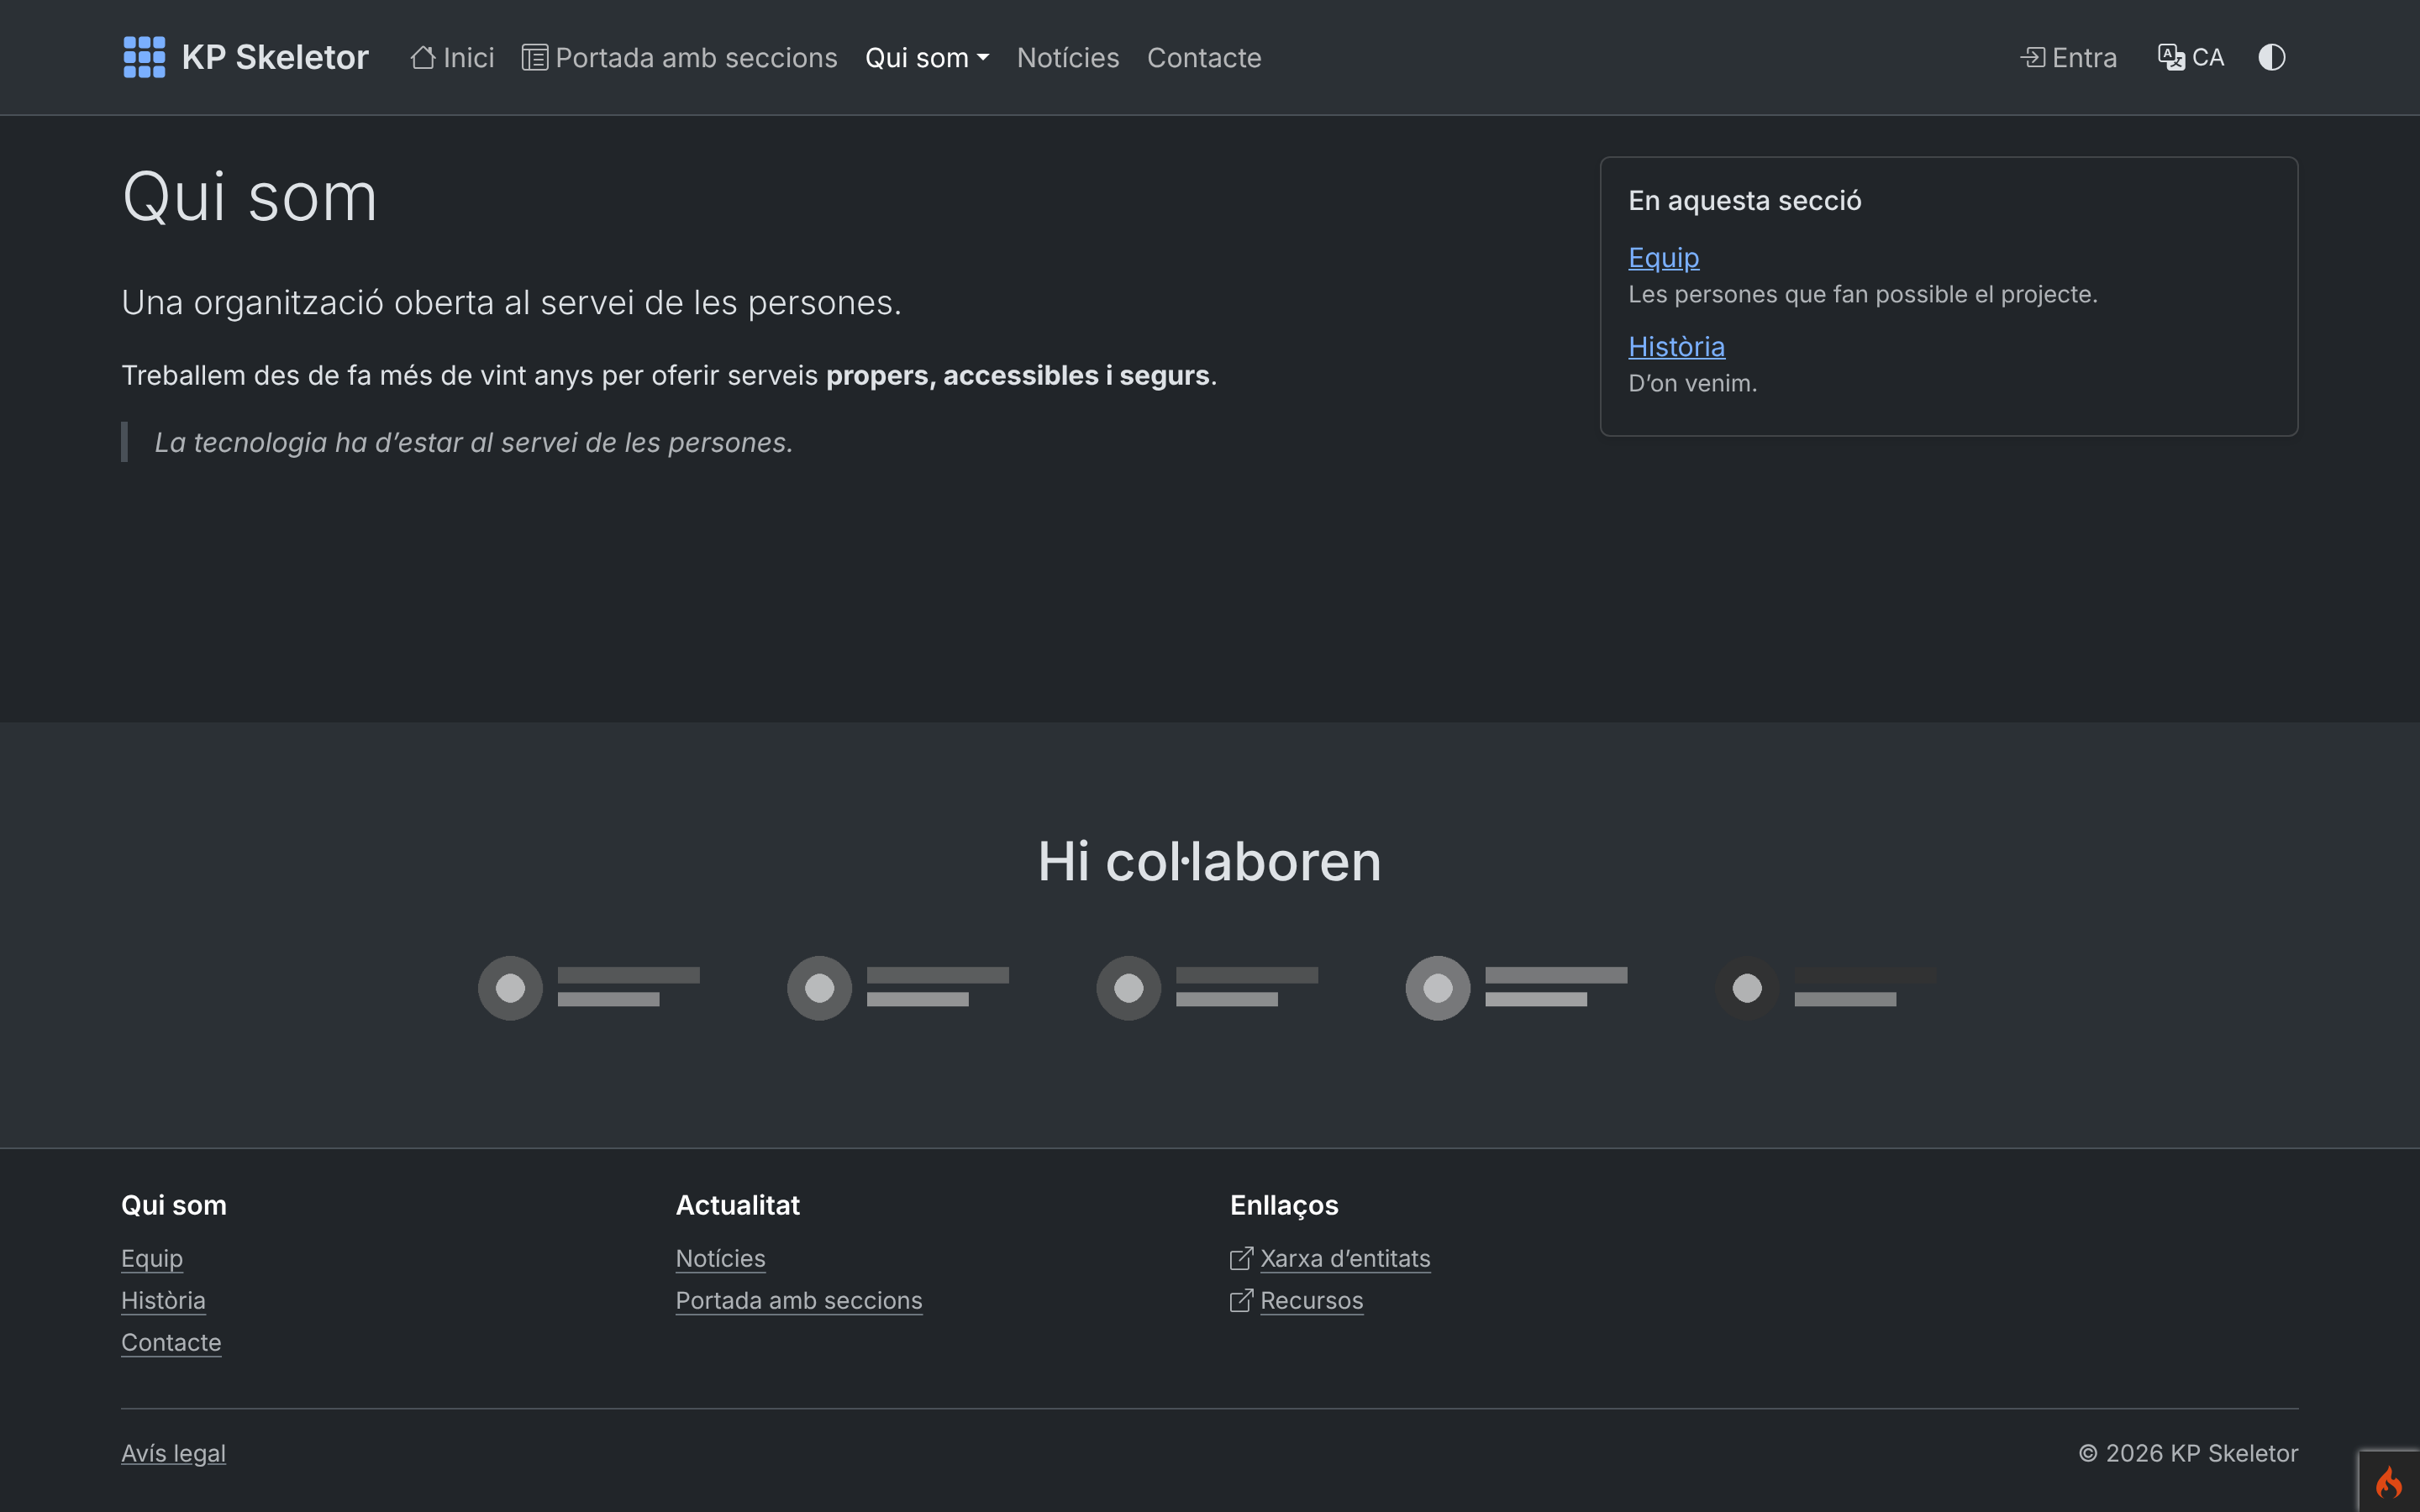 KP Skeletor
Inici
Portada amb seccions
Qui som
Notícies
Contacte
Entra
CA
Qui som
Una organització oberta al servei de les persones.
Treballem des de fa més de vint anys per oferir serveis propers, accessibles i segurs.
La tecnologia ha d’estar al servei de les persones.
En aquesta secció
Equip
Les persones que fan possible el projecte.
Història
D’on venim.
Hi col·laboren
Qui som
Equip
Història
Contacte
Actualitat
Notícies
Portada amb seccions
Enllaços
Xarxa d’entitats
Recursos
Avís legal
© 2026 KP Skeletor